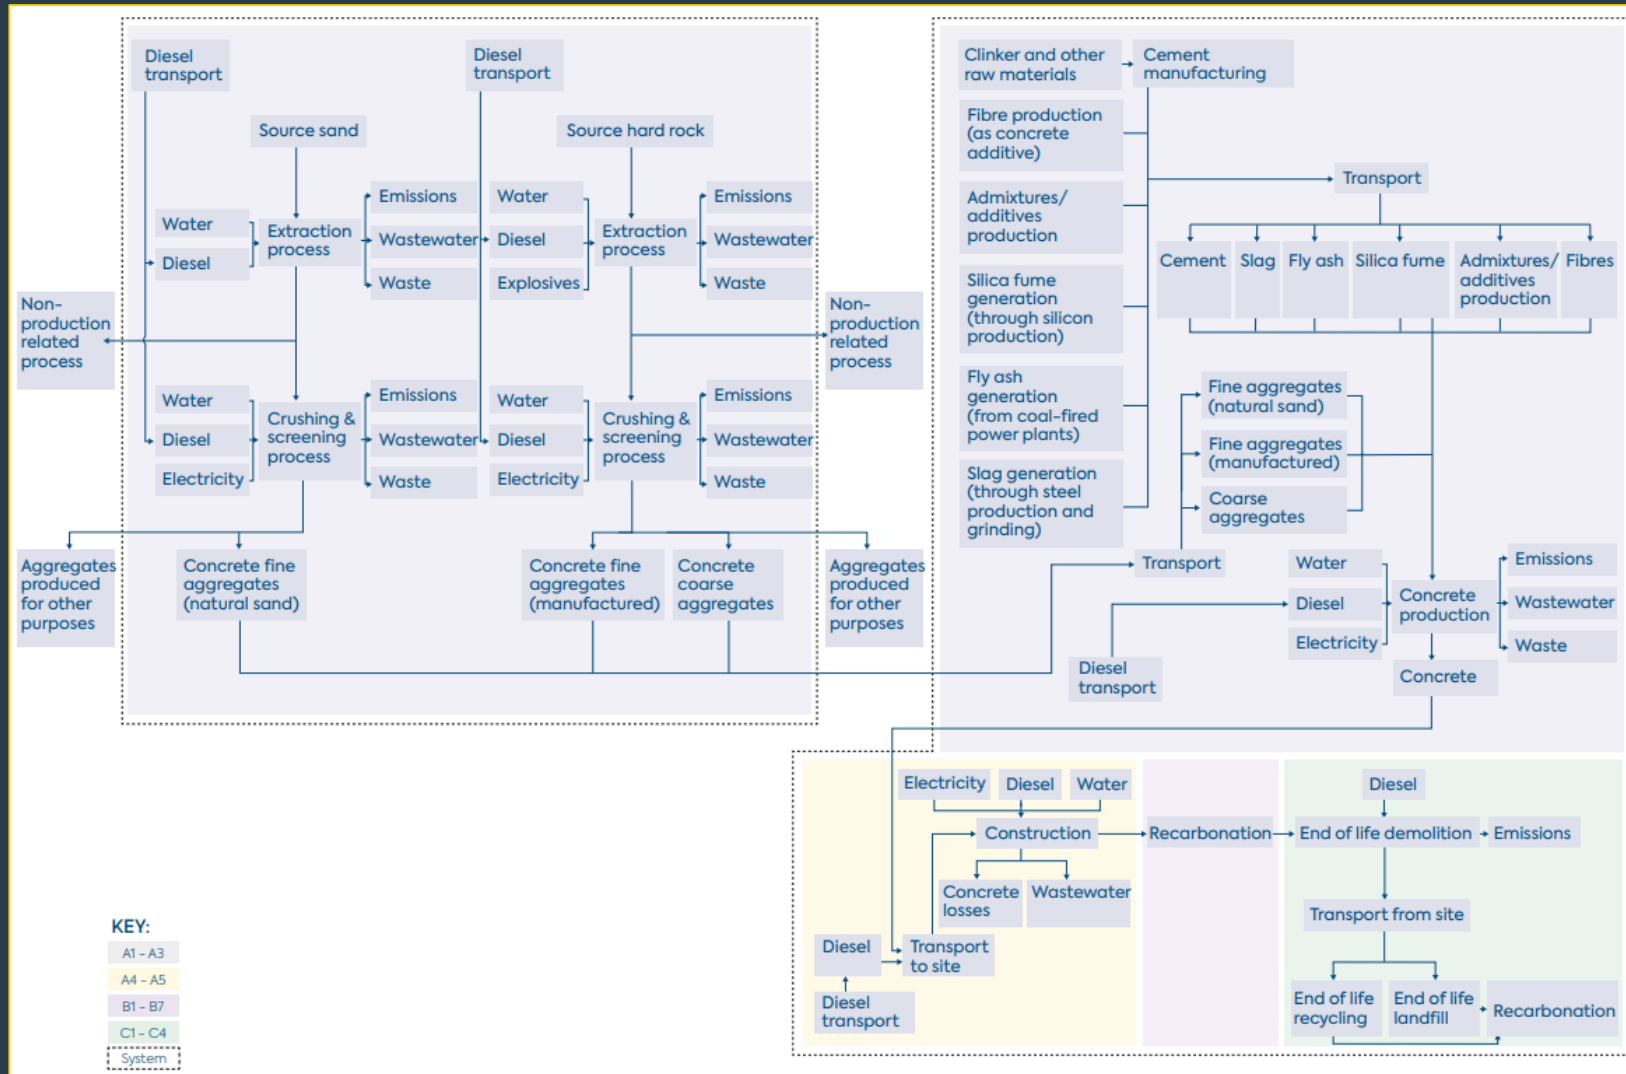 Diesel
transport
Source sand
Water
Diesel
Extraction
process
Emissions
Wastewater
Waste
Non-
production
related
process
Water
Diesel
Electricity
Crushing &
screening
process
Emissions
Wastewater
Waste
Aggregates
produced
for other
purposes
Concrete fine
aggregates
(natural sand)
Diesel
transport
Source hard rock
Water
Diesel
Explosives
Extraction
process
Emissions
Wastewater
Waste
Non-
production
related
process
Water
Diesel
Electricity
Crushing &
screening
process
Emissions
Wastewater
Waste
Concrete fine
aggregates
(manufactured)
Concrete
coarse
aggregates
Aggregates
produced
for other
purposes
Clinker and other
raw materials
Cement
manufacturing
Fibre production
(as concrete
additive)
Admixtures/
additives
production
Silica fume
generation
(through silicon
production)
Fly ash
generation
(from coal-fired
power plants)
Slag generation
(through steel
production and
grinding)
Transport
Cement
Slag
Fly ash
Silica fume
Admixtures/
additives
production
Fibres
Fine aggregates
(natural sand)
Fine aggregates
(manufactured)
Coarse
aggregates
Transport
Water
Diesel
Electricity
Concrete
production
Emissions
Wastewater
Waste
Diesel
transport
Concrete
Electricity
Diesel
Water
Construction
Concrete
losses
Wastewater
Diesel
Transport
to site
Diesel
transport
Recarbonation
Diesel
End of life demolition
Emissions
Transport from site
End of life
recycling
End of life
landfill
Recarbonation
KEY:
A1 - A3
A4 - A5
B1 - B7
C1 - C4
System